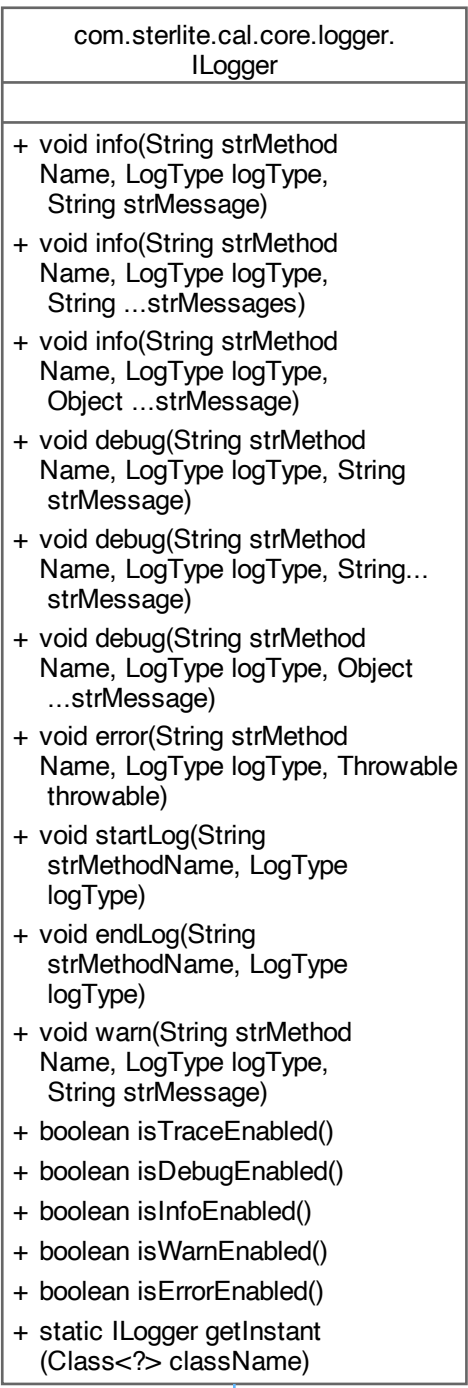 com.sterlite.cal.core.logger.
ILogger
+ void info(String strMethod
Name, LogType logType,
String strMessage)
+ void info(String strMethod
Name, LogType logType,
String ...strMessages)
+ void info(String strMethod
Name, LogType logType,
Object ...strMessage)
+ void debug(String strMethod
Name, LogType logType, String
strMessage)
+ void debug(String strMethod
Name, LogType logType, String...
strMessage)
+ void debug(String strMethod
Name, LogType logType, Object
...strMessage)
+ void error(String strMethod
Name, LogType logType, Throwable
throwable)
+ void startLog(String
strMethodName, LogType
logType)
+ void endLog(String
strMethodName, LogType
logType)
+ void warn(String strMethod
Name, LogType logType,
String strMessage)
+ boolean isTraceEnabled()
+ boolean isDebugEnabled()
+ boolean isInfoEnabled()
+ boolean isWarnEnabled()
+ boolean isErrorEnabled()
+ static ILogger getInstant
(Class<?> className)